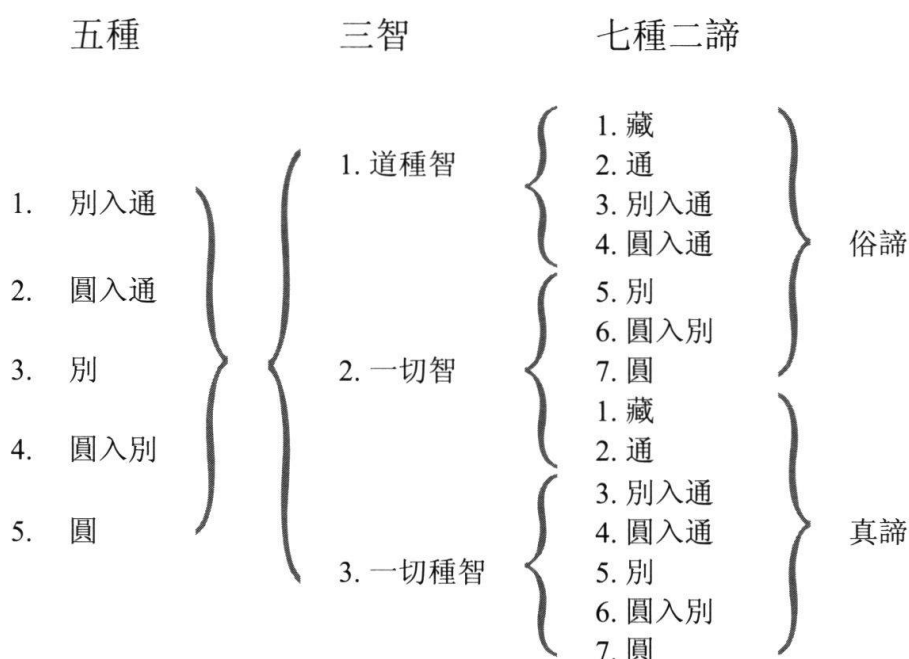 五種 三智 七種二諦
1. 別入通
2. 圓入通
3. 別
4. 圓入別
5. 圓
1. 道種智
2. 一切智
3. 一切種智
1. 藏
2. 通
3. 別入通
4. 圓入通
5. 別
6. 圓入別
7. 圓
1. 藏
2. 通
3. 別入通
4. 圓入通
5. 別
6. 圓入別
7. 圓
俗諦
真諦